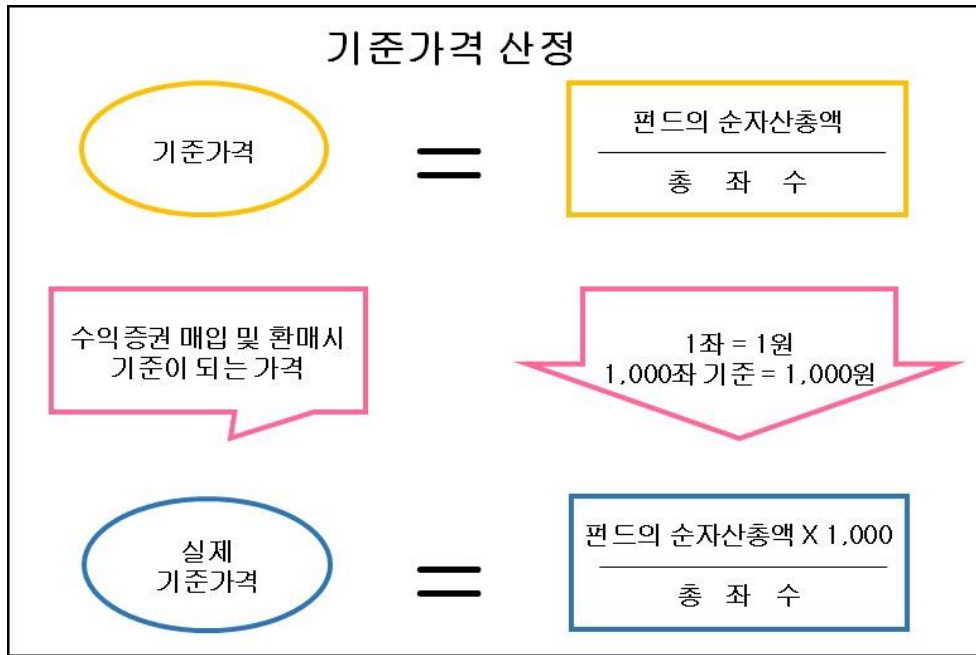 기준가격 산정
기준가격
=
펀드의 순자산총액
총 좌 수
수익증권 매입 및 환매시
기준이 되는 가격
1좌 = 1원
1,000좌 기준 = 1,000원
실제
기준가격
=
펀드의 순자산총액 X 1,000
총 좌 수